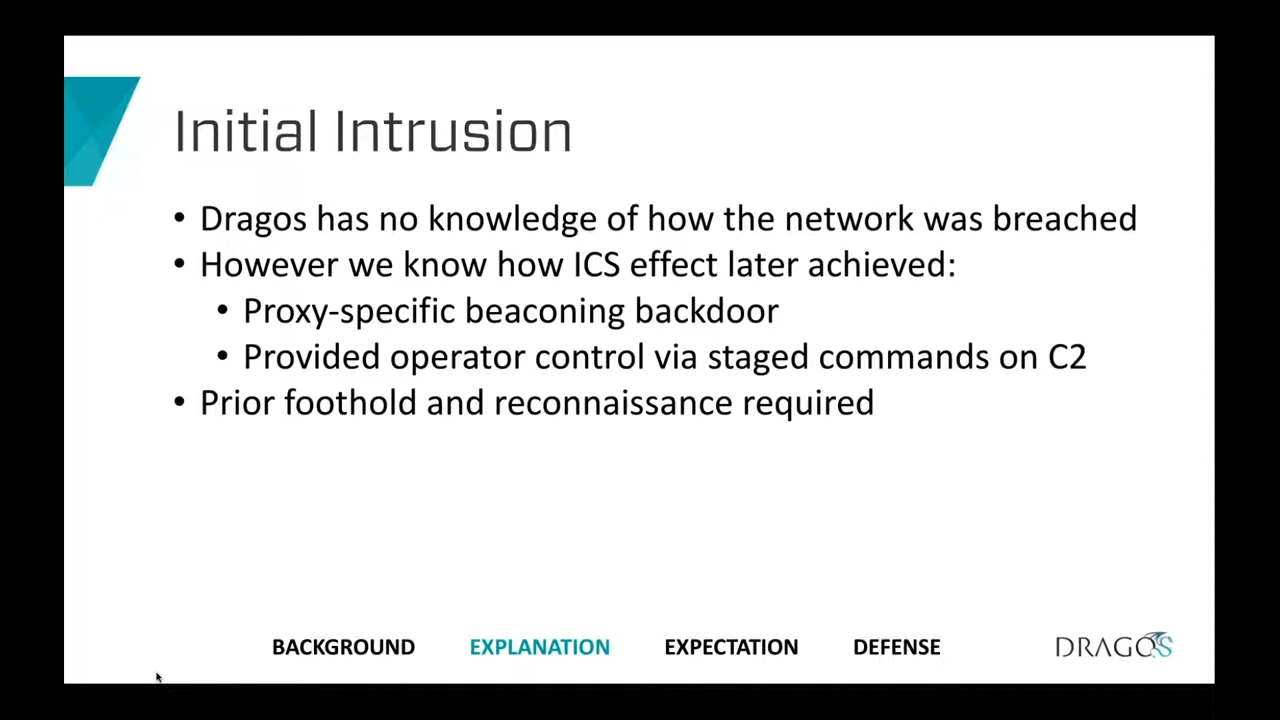 Initial Intrusion
• Dragos has no knowledge of how the network was breached
• However we know how ICS effect later achieved:
• Proxy-specific beaconing backdoor
• Provided operator control via staged commands on C2
• Prior foothold and reconnaissance required
BACKGROUND EXPLANATION EXPECTATION DEFENSE DRAGOS